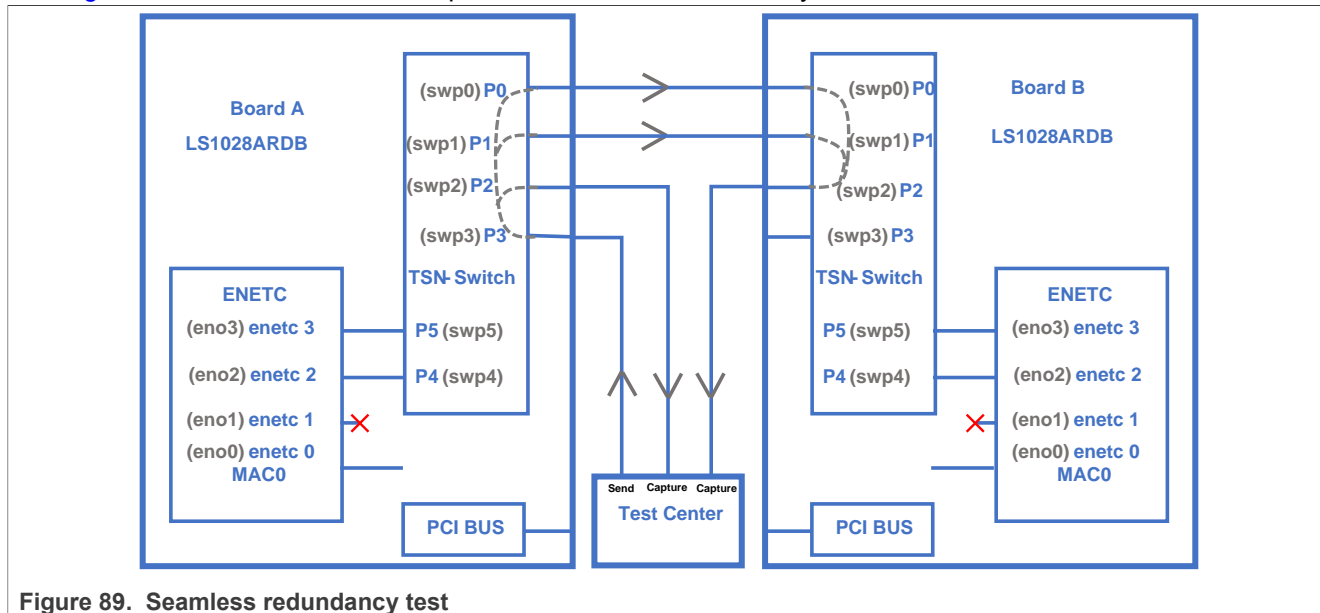 Board A
LS1028ARDB
(swp0) P0
(swp1) P1
(swp2) P2
(swp3) P3
TSN- Switch
P5 (swp5)
P4 (swp4)
ENETC
(eno3) enetc 3
(eno2) enetc 2
(eno1) enetc 1
(eno0) enetc 0
MAC0
PCI BUS
Send Capture Capture
Test Center
(swp0) P0
(swp1) P1
(swp2) P2
(swp3) P3
TSN- Switch
P5 (swp5)
P4 (swp4)
Board B
LS1028ARDB
ENETC
(eno3) enetc 3
(eno2) enetc 2
(eno1) enetc 1
(eno0) enetc 0
MAC0
PCI BUS
Figure 89. Seamless redundancy test